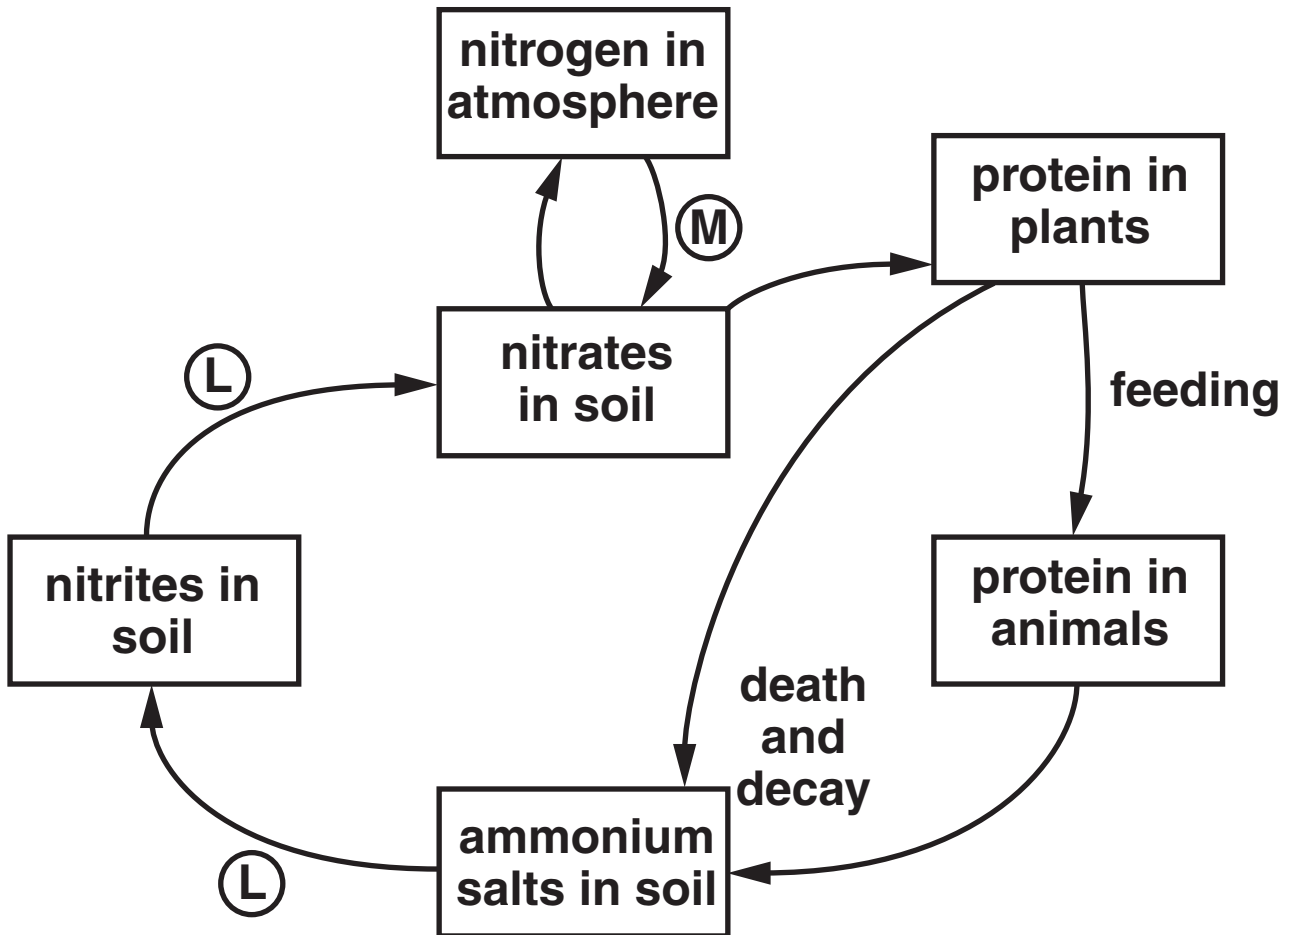 nitrogen in
atmosphere
protein in
plants
M
nitrates
in soil
L
feeding
nitrites in
soil
protein in
animals
death
and
decay
ammonium
salts in soil
L